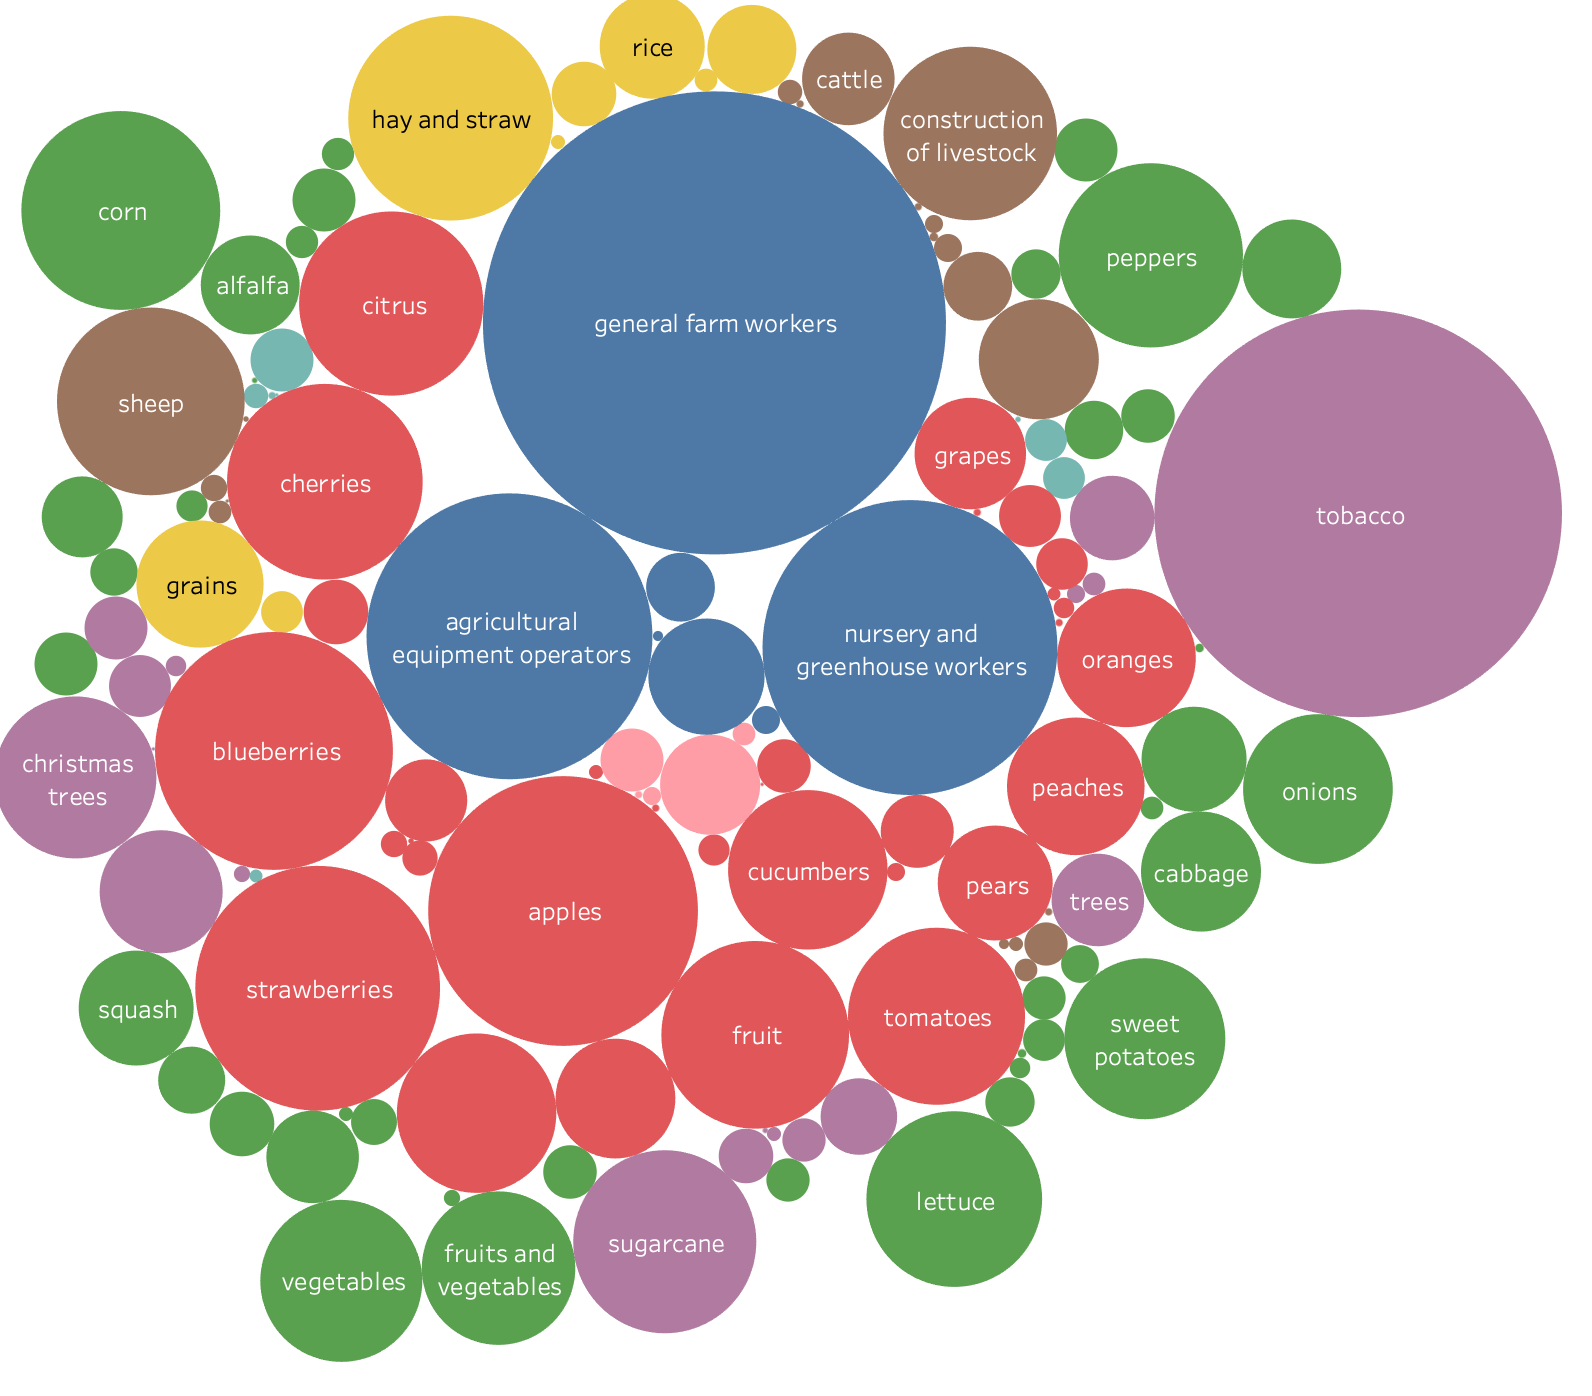 rice
cattle
hay and straw
construction
of livestock
corn
peppers
alfalfa
citrus
general farm workers
sheep
grapes
cherries
tobacco
grains
agricultural
equipment operators
nursery and
greenhouse workers
oranges
blueberries
christmas
trees
peaches
onions
cucumbers
cabbage
pears
trees
apples
strawberries
squash
fruit
tomatoes
sweet
potatoes
lettuce
sugarcane
fruits and
vegetables
vegetables